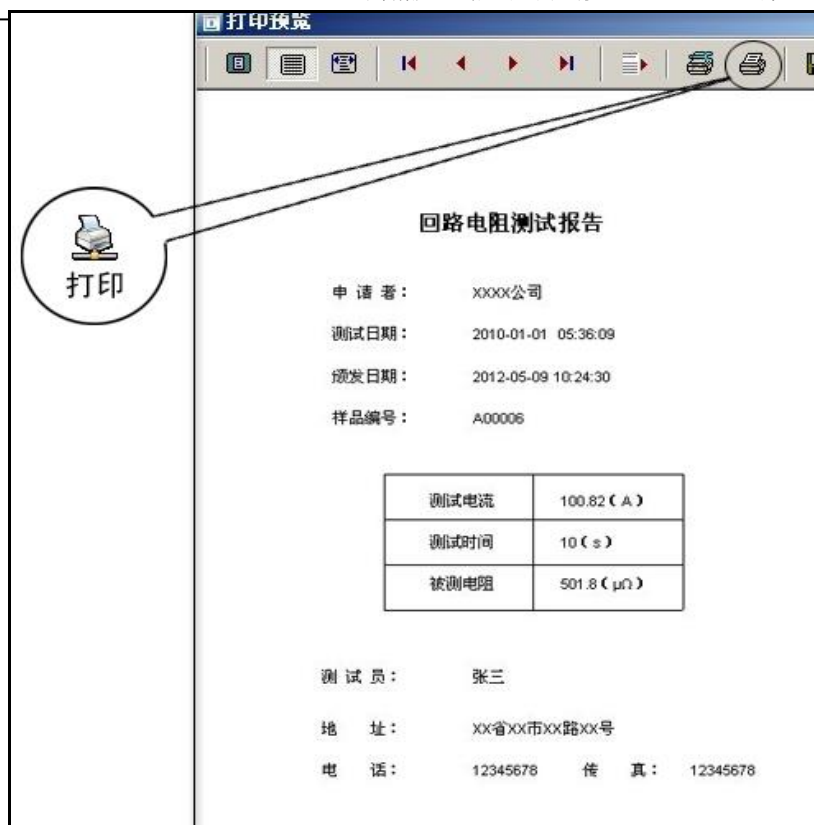 打印预览
打印
回路电阻测试报告
申 请 者： XXXX公司
测试日期： 2010-01-01 05:36:09
颁发日期： 2012-05-09 10:24:30
样品编号： A00006
测试电流 100.82（A）
测试时间 10（s）
被测电阻 501.8（μΩ）
测 试 员： 张三
地 址： XX省XX市XX路XX号
电 话： 12345678 传 真： 12345678